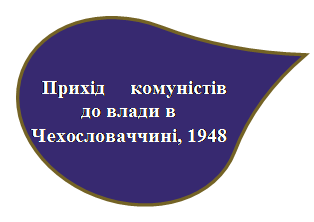 Прихід комуністів
до влади в
Чехословаччині, 1948